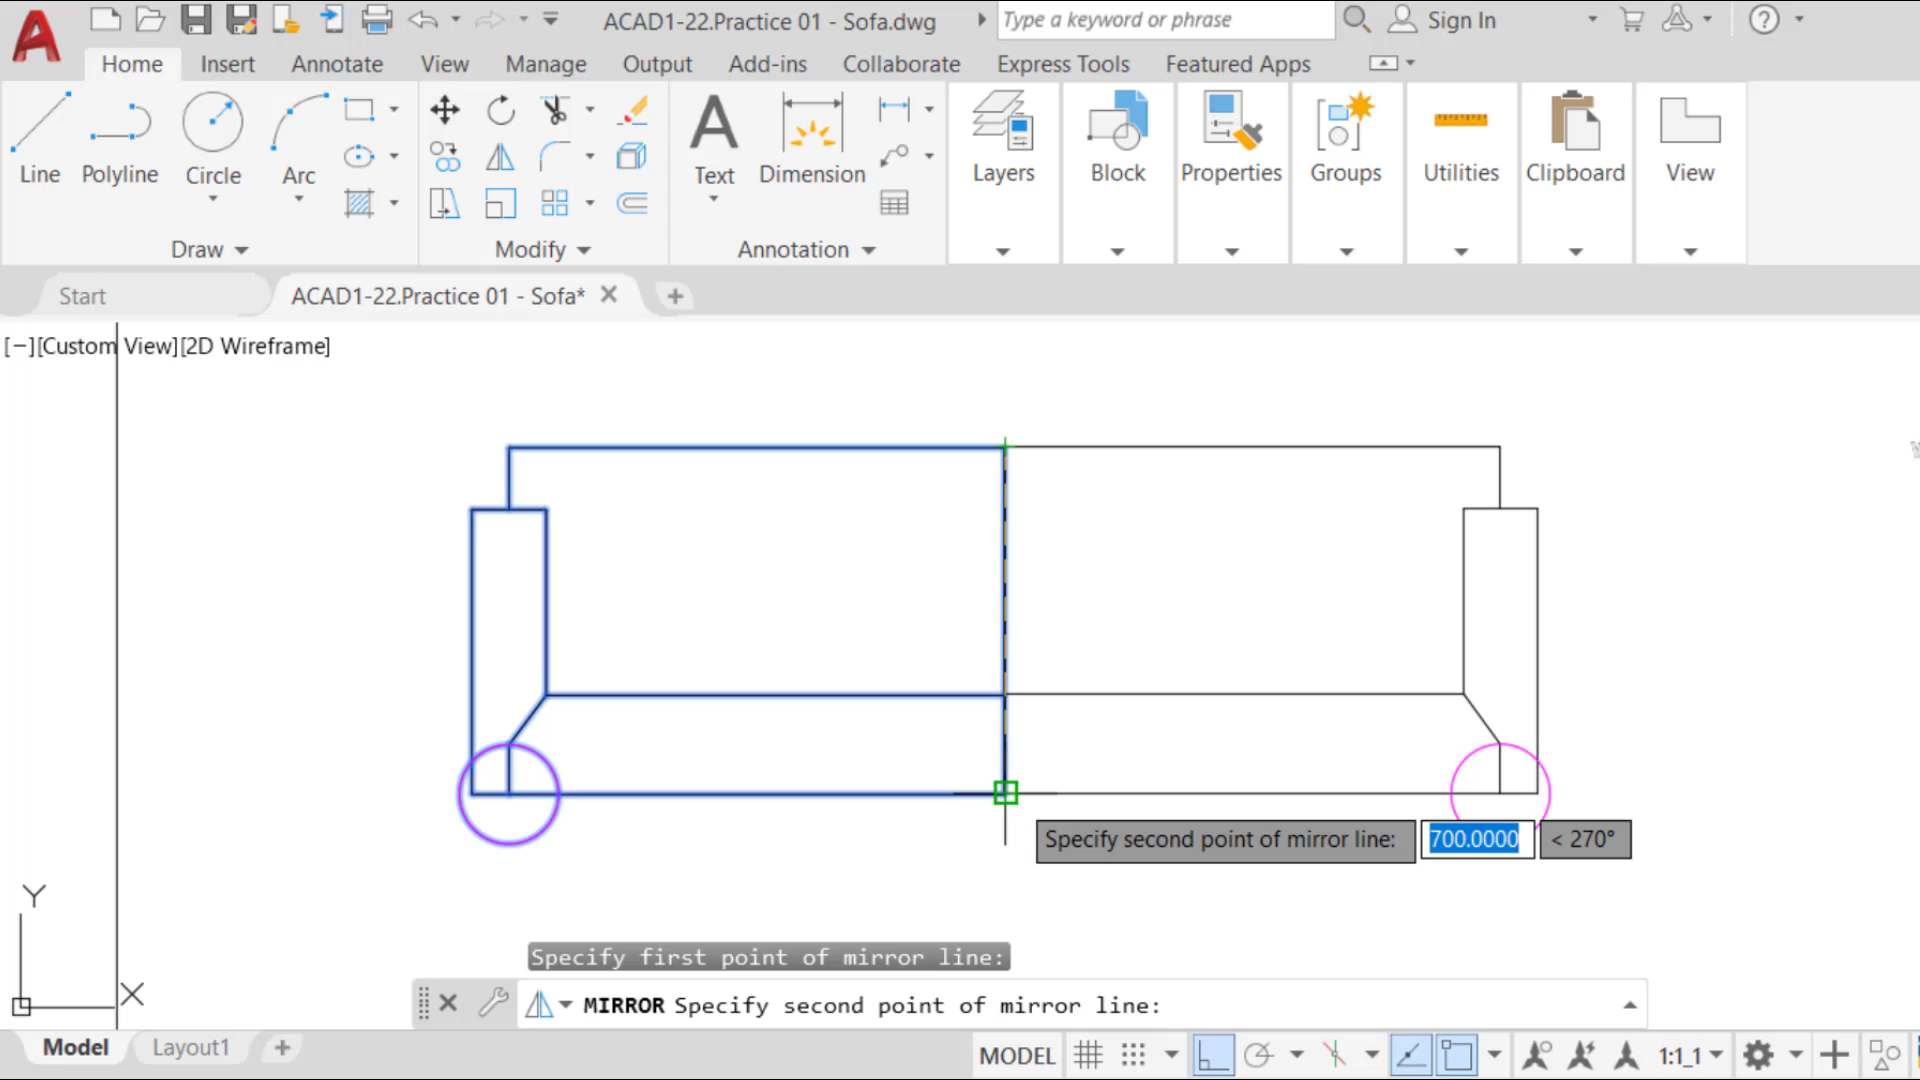 ACAD1-22.Practice 01 - Sofa.dwg
Type a keyword or phrase
Sign In
Home Insert Annotate View Manage Output Add-ins Collaborate Express Tools Featured Apps
Line Polyline Circle Arc
Text Dimension
Layers Block Properties Groups Utilities Clipboard View
Draw Modify Annotation
Start ACAD1-22.Practice 01 - Sofa*
[−][Custom View][2D Wireframe]
Specify second point of mirror line: 700.0000 < 270°
Y
X
Specify first point of mirror line:
MIRROR Specify second point of mirror line:
Model Layout1
MODEL 1:1_1